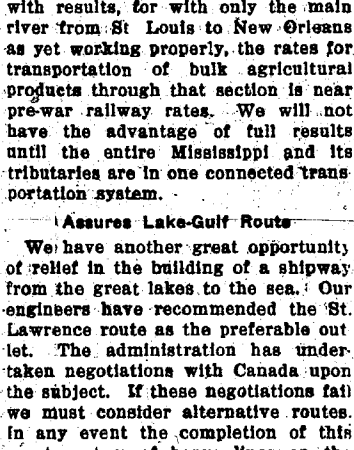 with results, for with only the main
river from St Louis to New Orleans
as yet working properly, the rates for
transportation of bulk agricultural
products through that section is near
pre-war railway rates. We will not
have the advantage of full results
until the entire Mississippi and its
tributaries are in one connected trans
portation system.
Assures Lake-Gulf Route
We have another great opportunity
of relief in the building of a shipway
from the great lakes to the sea. Our
engineers have recommended the St.
Lawrence route as the preferable out
let. The administration has under-
taken negotiations with Canada upon
the subject. If these negotiations fail
we must consider alternative routes.
In any event the completion of this